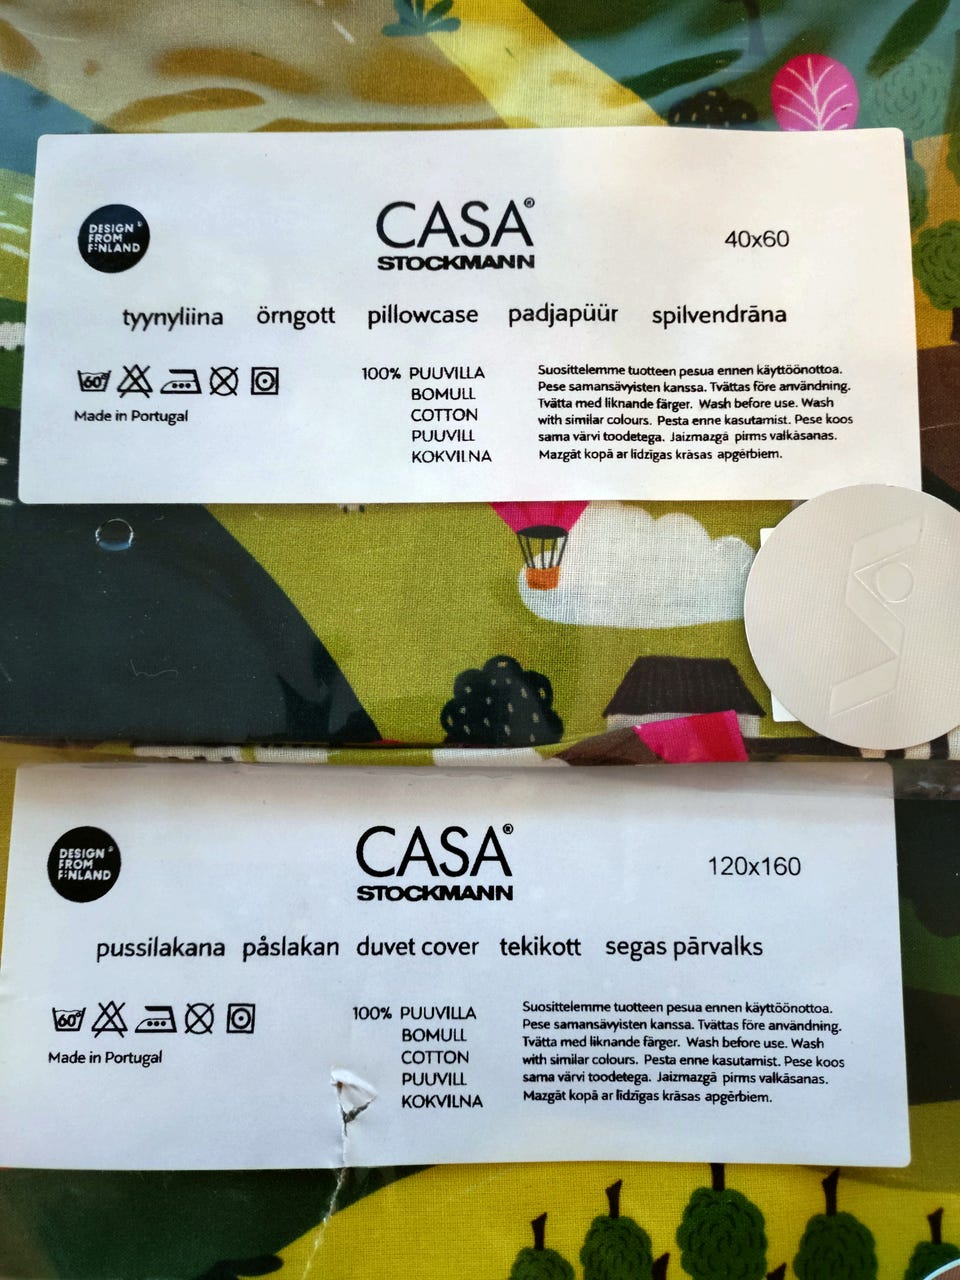 DESIGN
FROM
FINLAND
CASA®
STOCKMANN
40x60
tyynyliina örngott pillowcase padjapüür spilvendrāna
60°
Made in Portugal
100% PUUVILLA
BOMULL
COTTON
PUUVILL
KOKVILNA
Suosittelemme tuotteen pesua ennen käyttöönottoa.
Pese samansävyisten kanssa. Tvättas före användning.
Tvätta med liknande färger. Wash before use. Wash
with similar colours. Pesta enne kasutamist. Pese koos
sama värvi toodetega. Jaizmazgā pirms valkāsanas.
Mazgāt kopā ar līdzīgas krāsas apģērbiem.
DESIGN
FROM
FINLAND
CASA®
STOCKMANN
120x160
pussilakana påslakan duvet cover tekikott segas pārvalks
60°
Made in Portugal
100% PUUVILLA
BOMULL
COTTON
PUUVILL
KOKVILNA
Suosittelemme tuotteen pesua ennen käyttöönottoa.
Pese samansävyisten kanssa. Tvättas före användning.
Tvätta med liknande färger. Wash before use. Wash
with similar colours. Pesta enne kasutamist. Pese koos
sama värvi toodetega. Jaizmazgā pirms valkāsanas.
Mazgāt kopā ar līdzīgas krāsas apģērbiem.